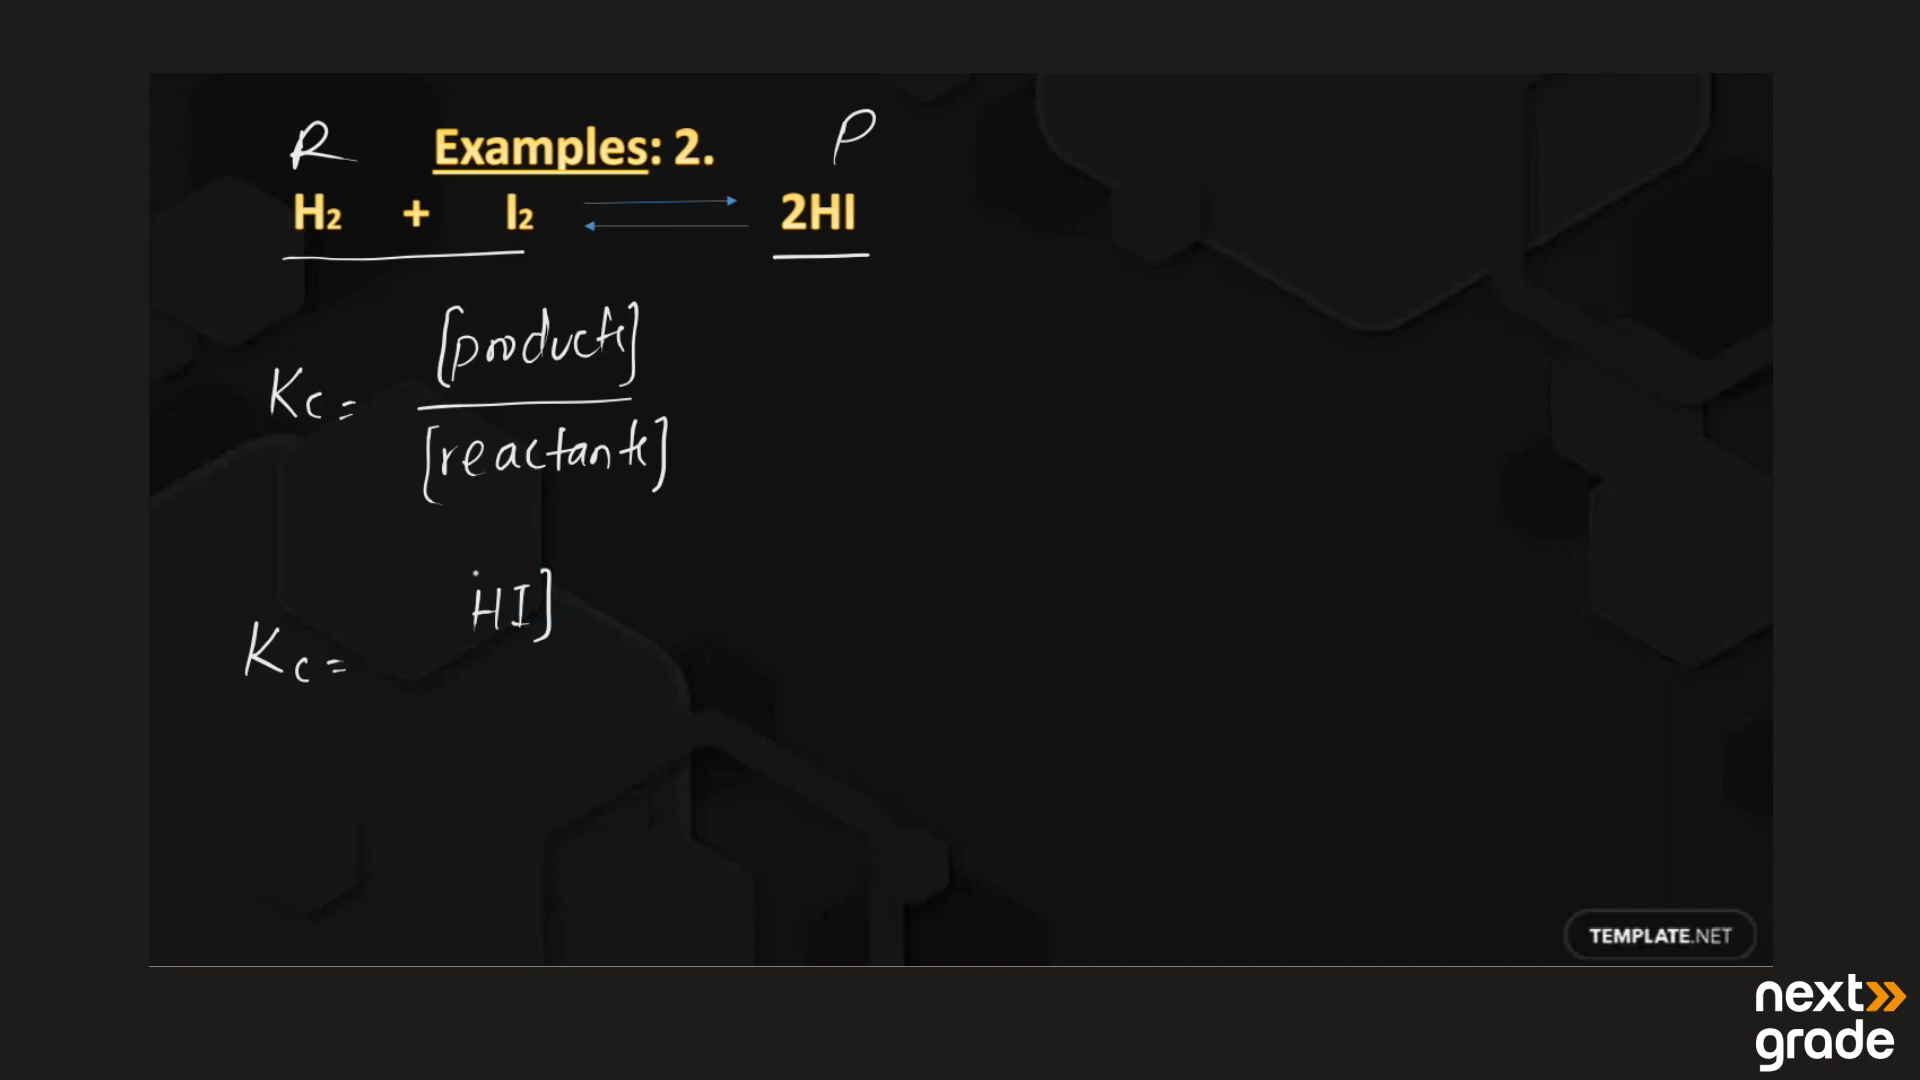 R Examples: 2. P
H2 + I2 2HI
[products]
Kc =
[reactants]
HI]
Kc =
TEMPLATE.NET
next
grade